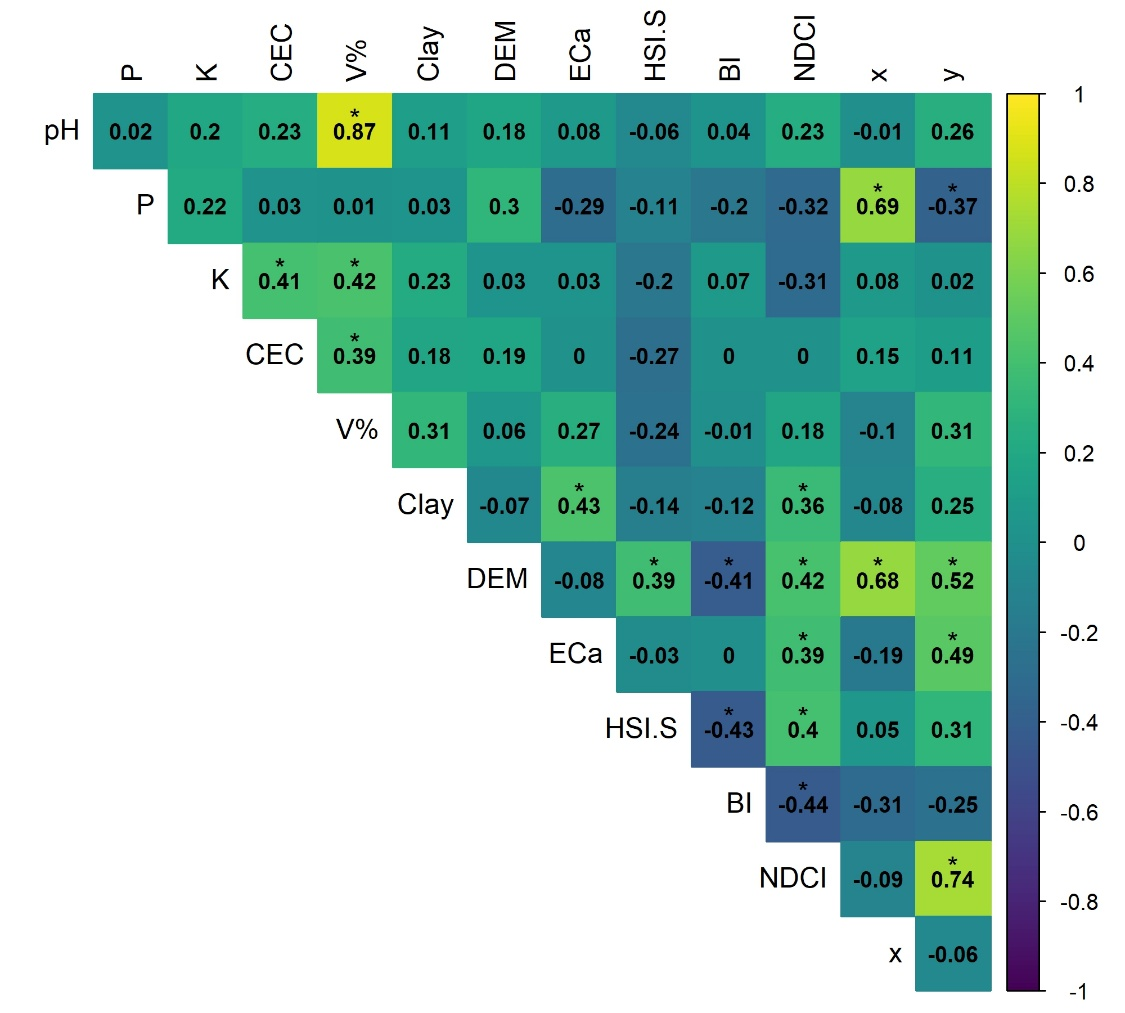 P K CEC V% Clay DEM ECa HSI.S BI NDCI x y
1
* 
pH 0.02 0.2 0.23 0.87 0.11 0.18 0.08 -0.06 0.04 0.23 -0.01 0.26
0.8
* *
P 0.22 0.03 0.01 0.03 0.3 -0.29 -0.11 -0.2 -0.32 0.69 -0.37
0.6
* *
K 0.41 0.42 0.23 0.03 0.03 -0.2 0.07 -0.31 0.08 0.02
*
CEC 0.39 0.18 0.19 0 -0.27 0 0 0.15 0.11
0.4
V% 0.31 0.06 0.27 -0.24 -0.01 0.18 -0.1 0.31
0.2
* *
Clay -0.07 0.43 -0.14 -0.12 0.36 -0.08 0.25
0
* * * * *
DEM -0.08 0.39 -0.41 0.42 0.68 0.52
-0.2
* *
ECa -0.03 0 0.39 -0.19 0.49
* *
HSI.S -0.43 0.4 0.05 0.31
-0.4
*
BI -0.44 -0.31 -0.25
-0.6
*
NDCI -0.09 0.74
-0.8
x -0.06
-1